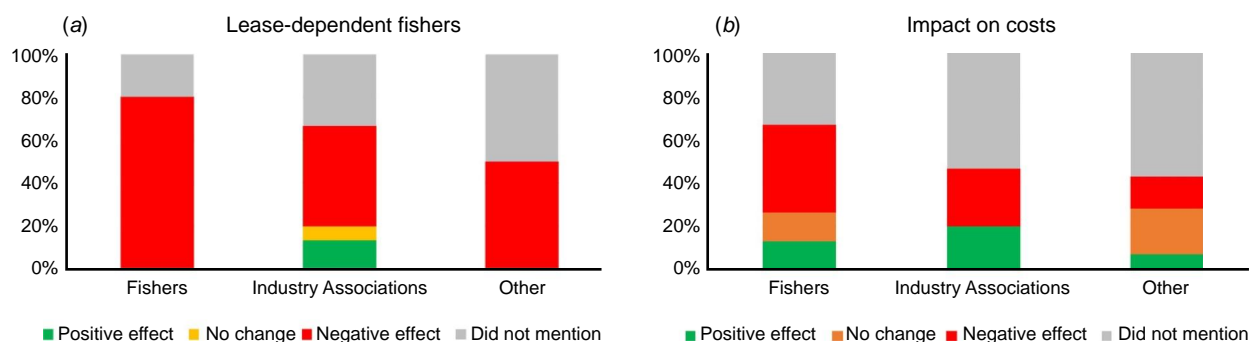 (a) Lease-dependent fishers
100%
80%
60%
40%
20%
0%
Fishers Industry Associations Other
Positive effect No change Negative effect Did not mention
(b) Impact on costs
100%
80%
60%
40%
20%
0%
Fishers Industry Associations Other
Positive effect No change Negative effect Did not mention